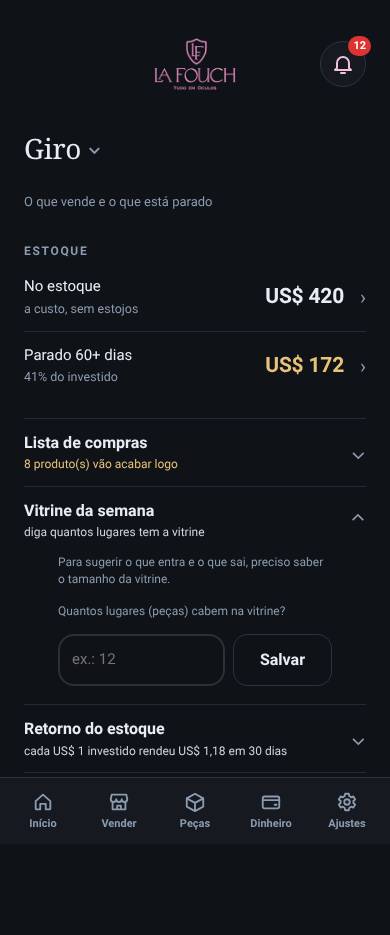 12
LF
LA FOUCH
Tudo em Óculos
Giro
O que vende e o que está parado
ESTOQUE
No estoque
US$ 420
a custo, sem estojos
Parado 60+ dias
US$ 172
41% do investido
Lista de compras
8 produto(s) vão acabar logo
Vitrine da semana
diga quantos lugares tem a vitrine
Para sugerir o que entra e o que sai, preciso saber
o tamanho da vitrine.
Quantos lugares (peças) cabem na vitrine?
ex.: 12
Salvar
Retorno do estoque
cada US$ 1 investido rendeu US$ 1,18 em 30 dias
Início
Vender
Peças
Dinheiro
Ajustes